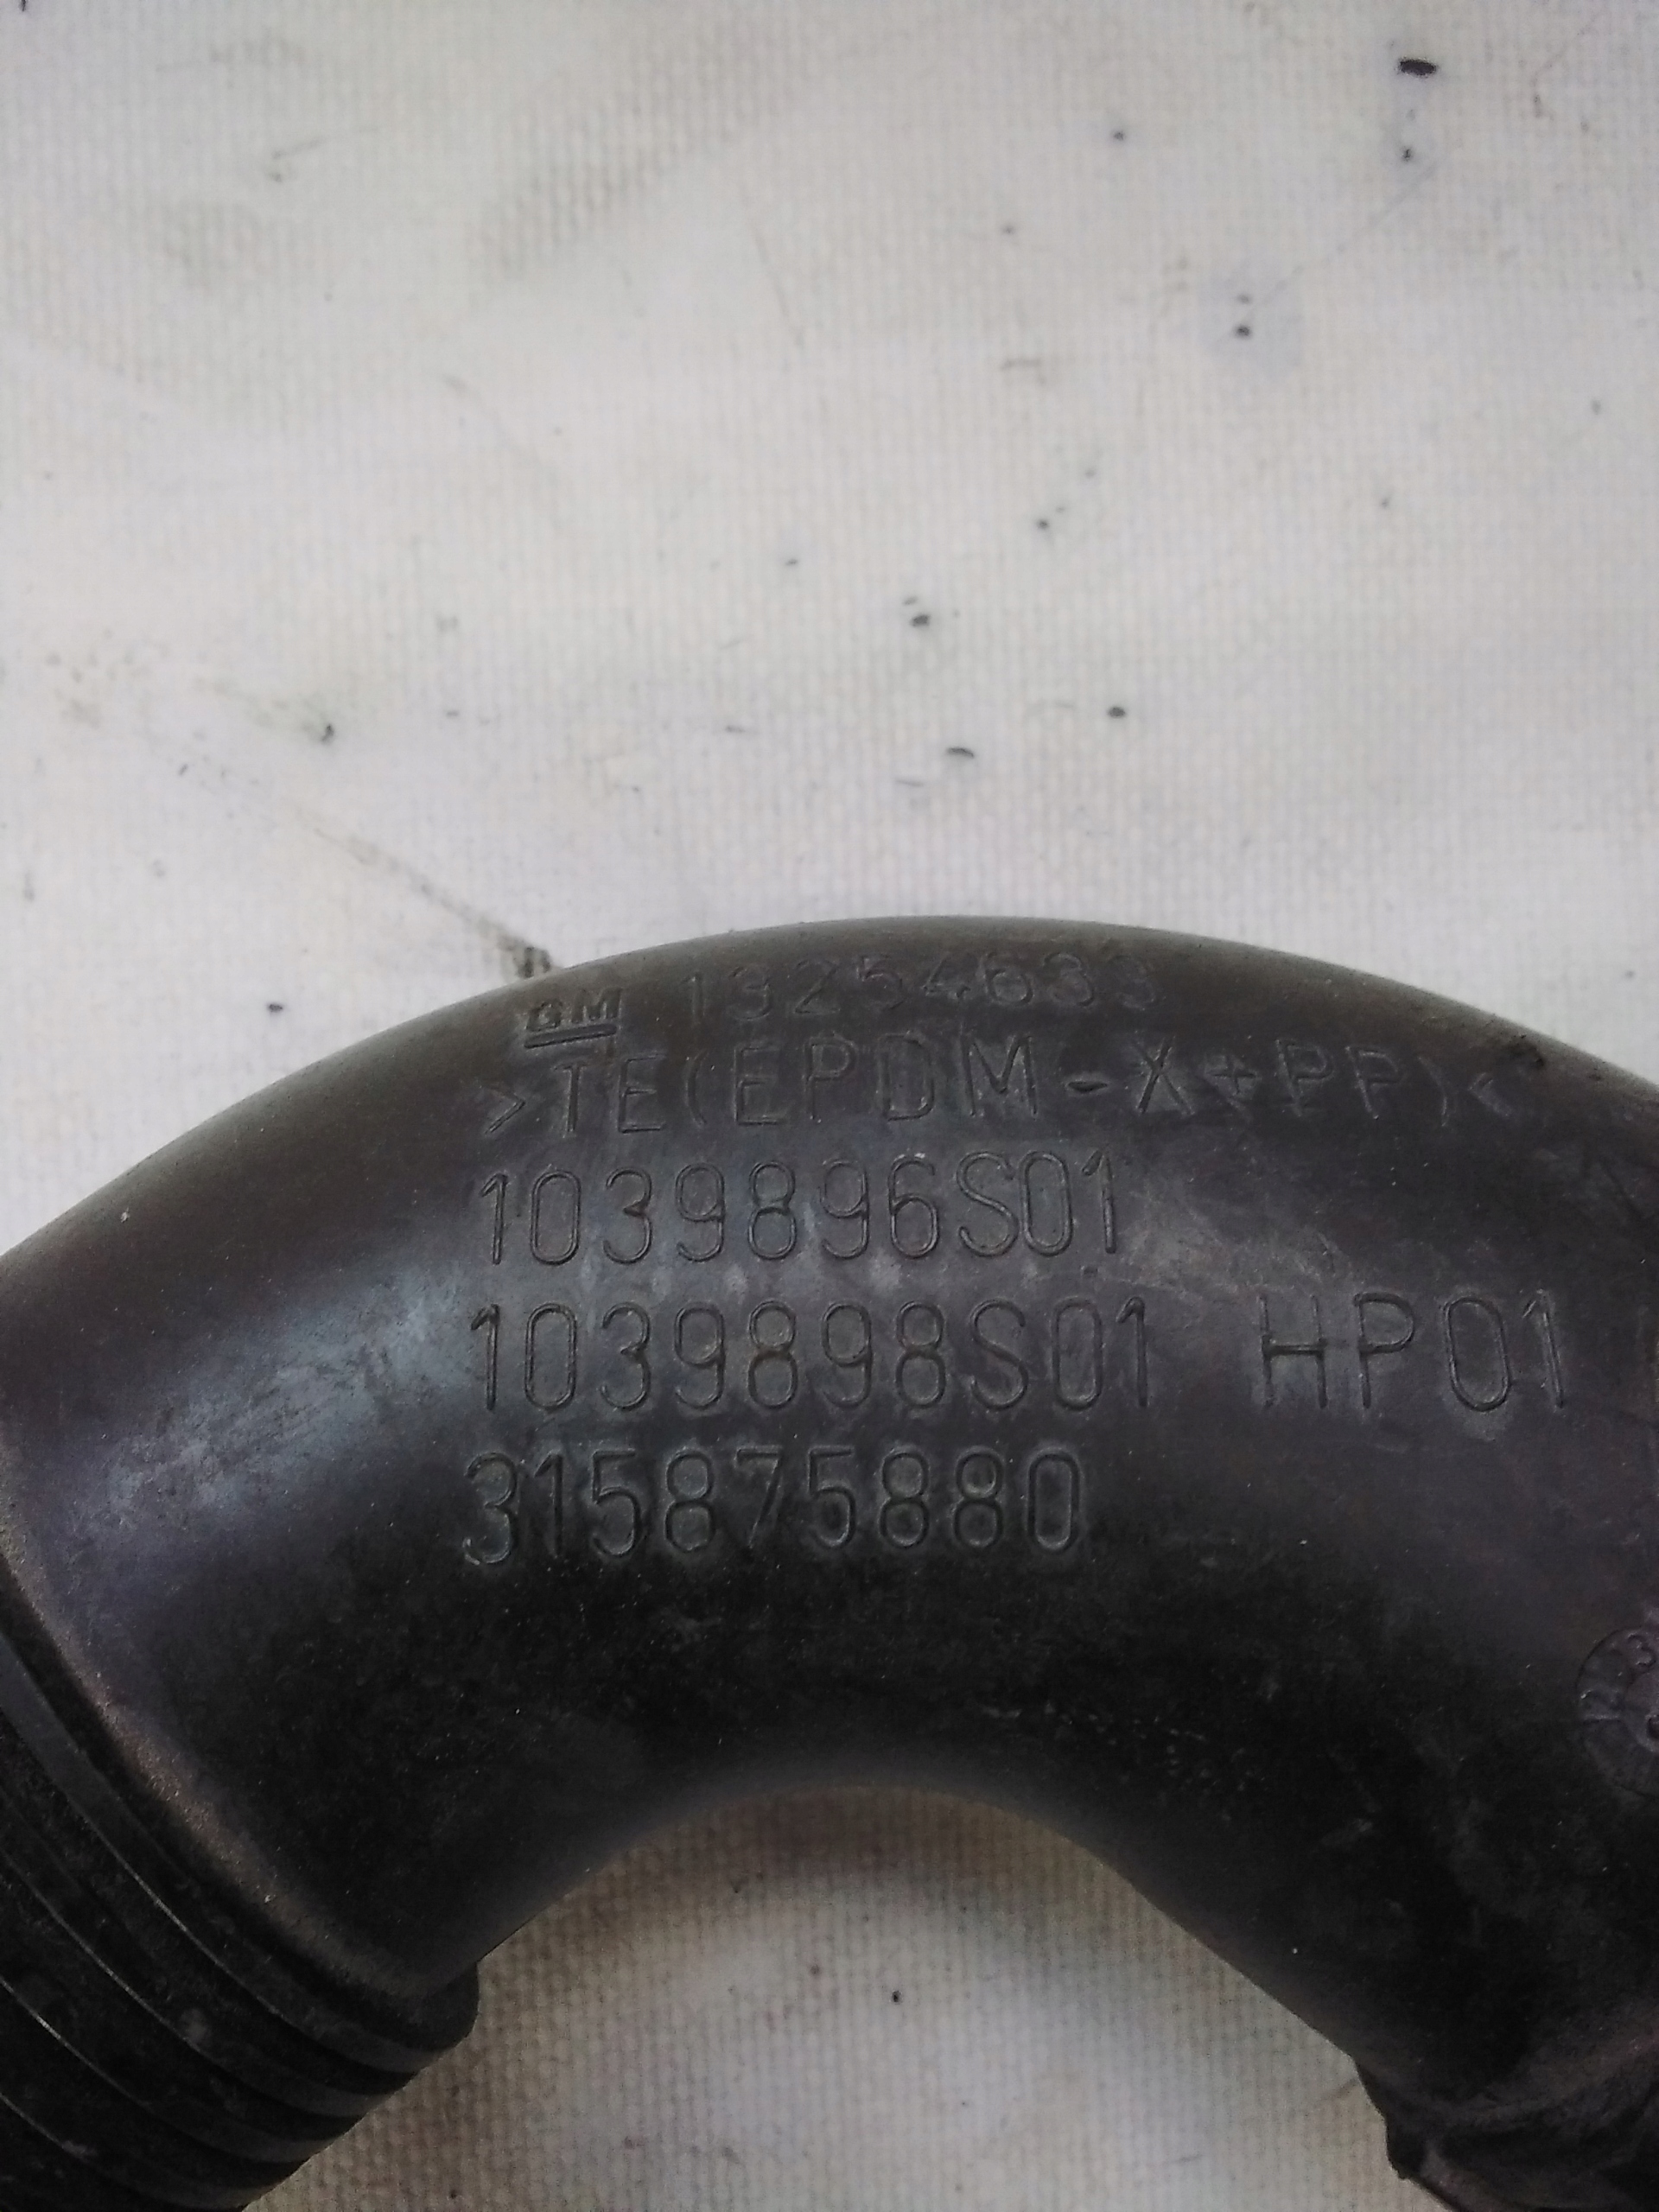 GM 13254633
>TE(EPDM-X+PP)<
1039896S01
1039898S01 HP01
315875880